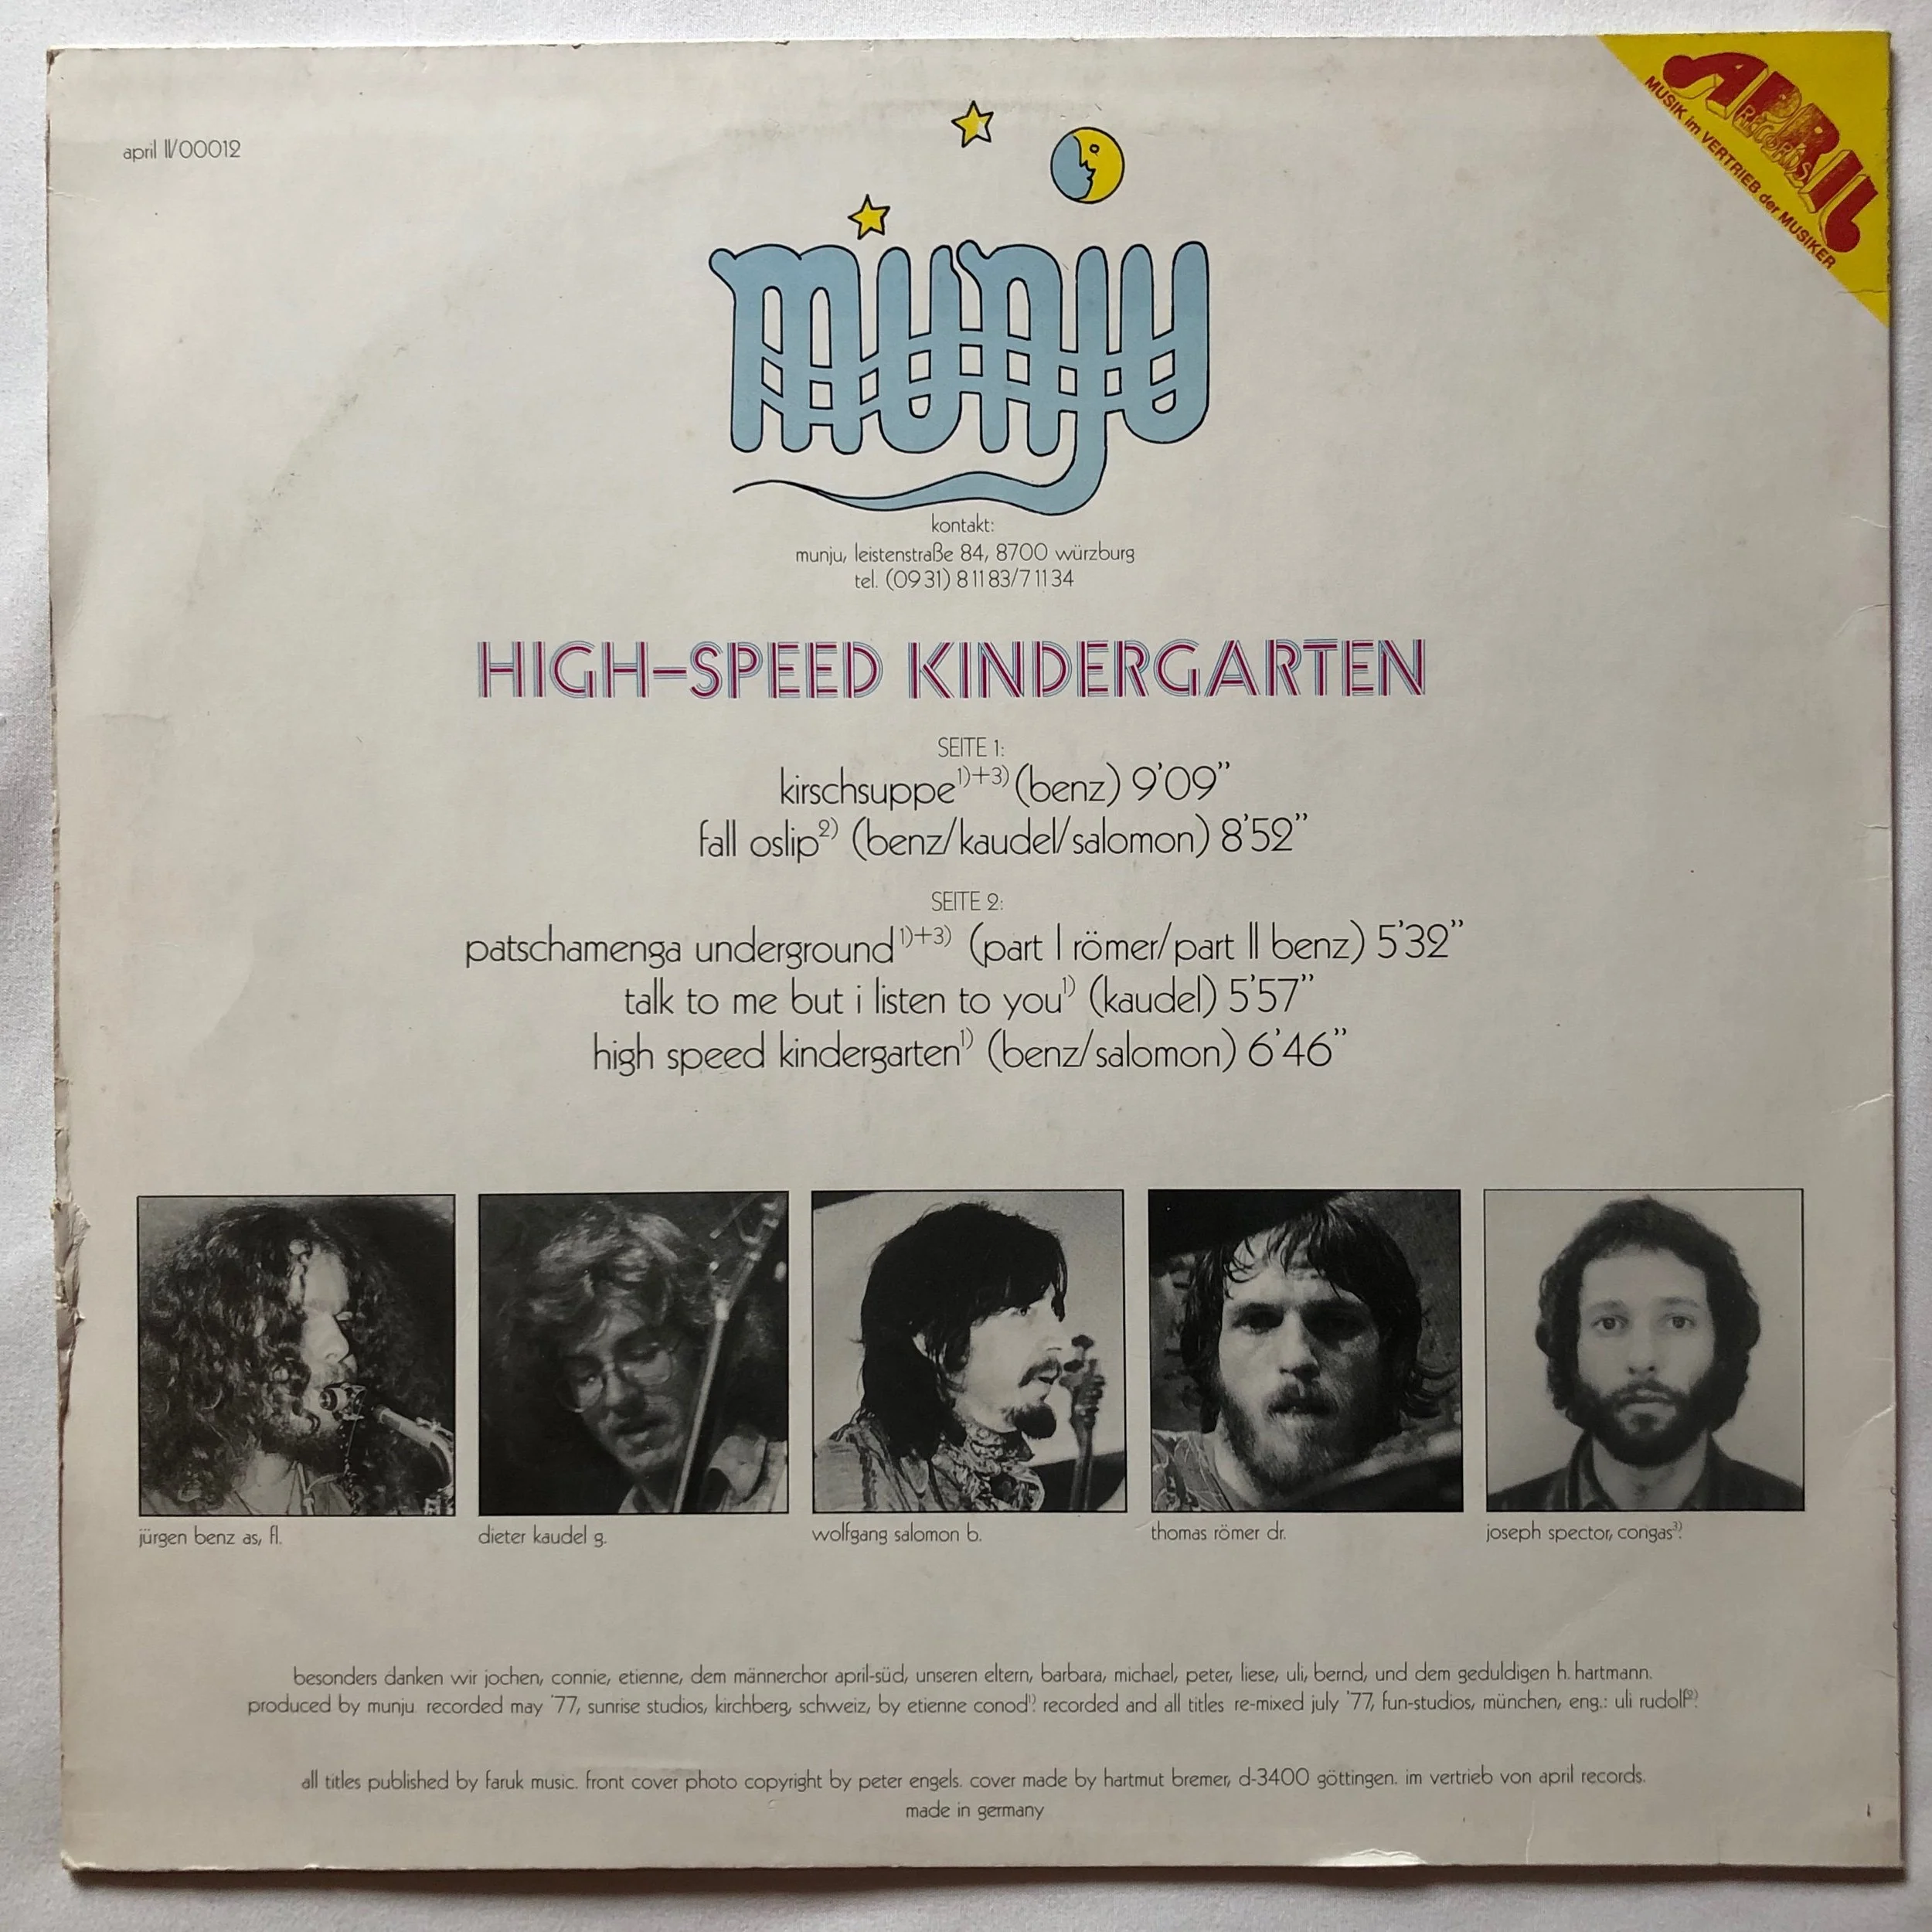 april II/00012
APRIL
RECORDS
MUSIK im VERTRIEB der MUSIKER
munju
kontakt:
munju, leistenstraße 84, 8700 würzburg
tel. (0931) 81183/71134
HIGH-SPEED KINDERGARTEN
SEITE 1:
kirschsuppe1)+3) (benz) 9'09"
fall oslip2) (benz/kaudel/salomon) 8'52"
SEITE 2:
patschamenga underground1)+3) (part I römer/part II benz) 5'32"
talk to me but i listen to you1) (kaudel) 5'57"
high speed kindergarten1) (benz/salomon) 6'46"
jürgen benz as, fl.
dieter kaudel g.
wolfgang salomon b.
thomas römer dr.
joseph spector, congas3).
besonders danken wir jochen, connie, etienne, dem männerchor april-süd, unseren eltern, barbara, michael, peter, liese, uli, bernd, und dem geduldigen h. hartmann.
produced by munju. recorded may '77, sunrise studios, kirchberg, schweiz, by etienne conod1). recorded and all titles re-mixed july '77, fun-studios, münchen, eng.: uli rudolf2).
all titles published by faruk music. front cover photo copyright by peter engels. cover made by hartmut bremer, d-3400 göttingen. im vertrieb von april records.
made in germany